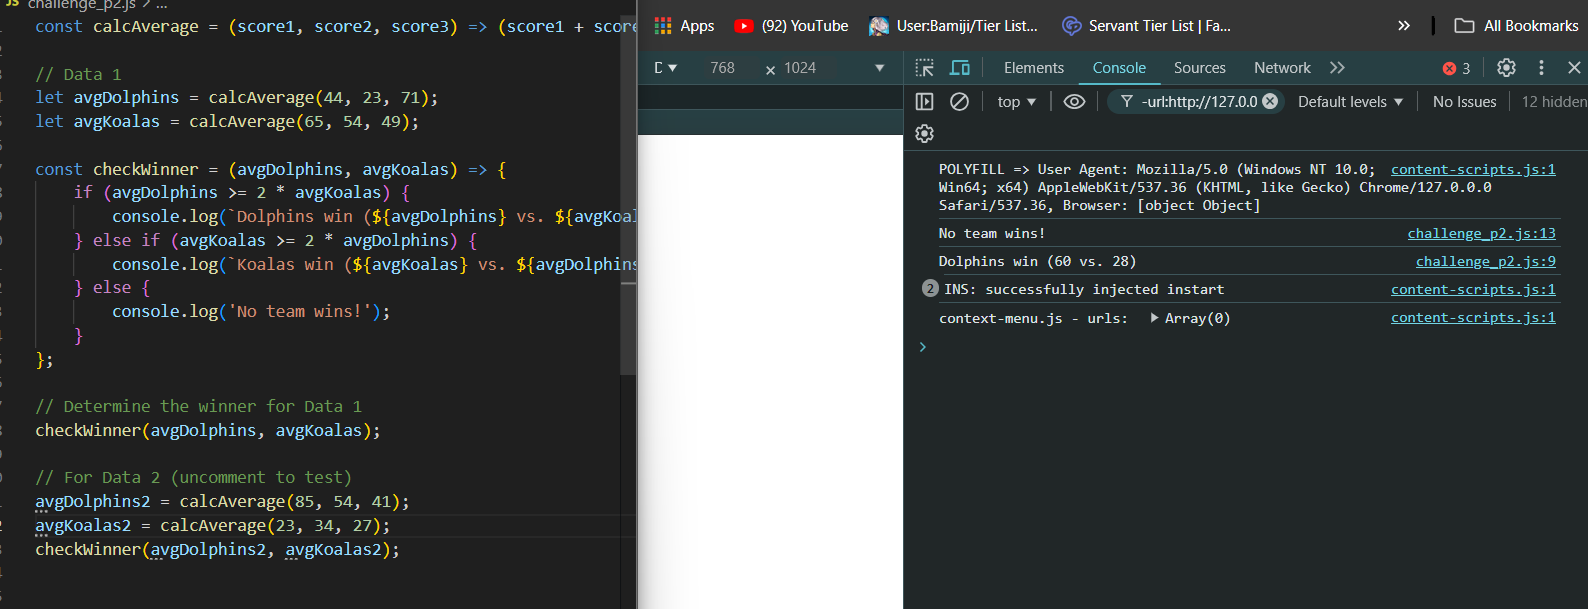 JS challenge_p2.js > ...
const calcAverage = (score1, score2, score3) => (score1 + score
// Data 1
let avgDolphins = calcAverage(44, 23, 71);
let avgKoalas = calcAverage(65, 54, 49);
const checkWinner = (avgDolphins, avgKoalas) => {
if (avgDolphins >= 2 * avgKoalas) {
console.log(`Dolphins win (${avgDolphins} vs. ${avgKoal
} else if (avgKoalas >= 2 * avgDolphins) {
console.log(`Koalas win (${avgKoalas} vs. ${avgDolphins
} else {
console.log('No team wins!');
}
};
// Determine the winner for Data 1
checkWinner(avgDolphins, avgKoalas);
// For Data 2 (uncomment to test)
avgDolphins2 = calcAverage(85, 54, 41);
avgKoalas2 = calcAverage(23, 34, 27);
checkWinner(avgDolphins2, avgKoalas2);
Apps (92) YouTube User:Bamiji/Tier List... Servant Tier List | Fa... » All Bookmarks
D 768 × 1024
Elements Console Sources Network » 3
top -url:http://127.0.0 Default levels No Issues 12 hidden
POLYFILL => User Agent: Mozilla/5.0 (Windows NT 10.0; content-scripts.js:1
Win64; x64) AppleWebKit/537.36 (KHTML, like Gecko) Chrome/127.0.0.0
Safari/537.36, Browser: [object Object]
No team wins! challenge_p2.js:13
Dolphins win (60 vs. 28) challenge_p2.js:9
2 INS: successfully injected instart content-scripts.js:1
context-menu.js - urls: Array(0) content-scripts.js:1
>